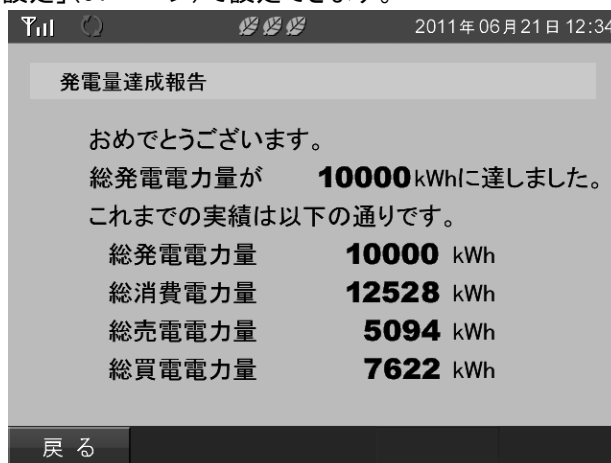 2011年06月21日 12:34
発電量達成報告
おめでとうございます。
総発電電力量が 10000kWhに達しました。
これまでの実績は以下の通りです。
総発電電力量 10000 kWh
総消費電力量 12528 kWh
総売電電力量 5094 kWh
総買電電力量 7622 kWh
戻る